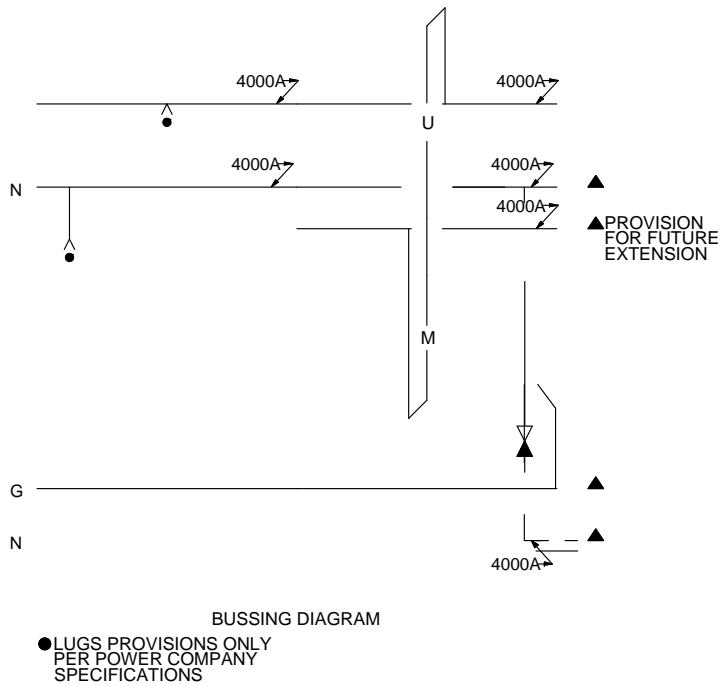 4000A
4000A
U
N
4000A
4000A
4000A
PROVISION
FOR FUTURE
EXTENSION
M
G
N
4000A
BUSSING DIAGRAM
LUGS PROVISIONS ONLY
PER POWER COMPANY
SPECIFICATIONS